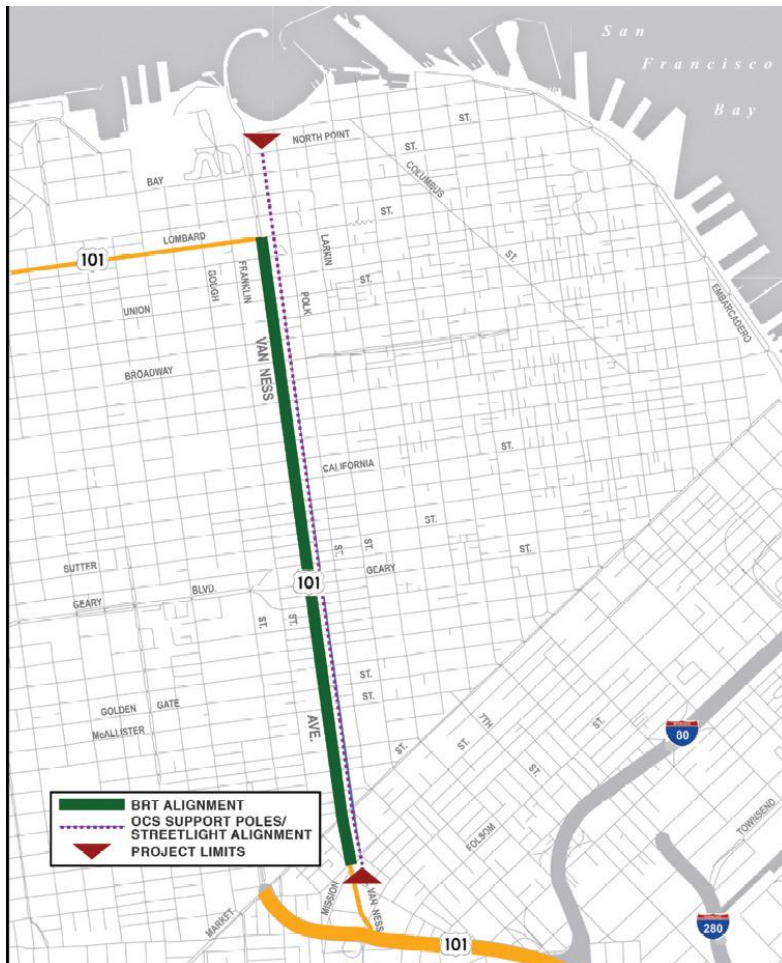 San
Francisco
Bay
NORTH POINT
ST.
ST.
COLUMBUS
ST.
BAY
ST.
LOMBARD
101
LARKIN
ST.
GOUGH
FRANKLIN
POLK
UNION
EMBARCADERO
VAN NESS
BROADWAY
ST.
CALIFORNIA
ST.
ST.
ST.
ST.
SUTTER
GEARY
101
BLVD.
GEARY
ST.
ST.
ST.
ST.
GOLDEN GATE
McALLISTER
AVE.
7TH
ST.
ST.
ST.
ST.
80
BRT ALIGNMENT
OCS SUPPORT POLES/
STREETLIGHT ALIGNMENT
PROJECT LIMITS
FOLSOM
TOWNSEND
MISSION
VAN NESS
MARKET
101
280